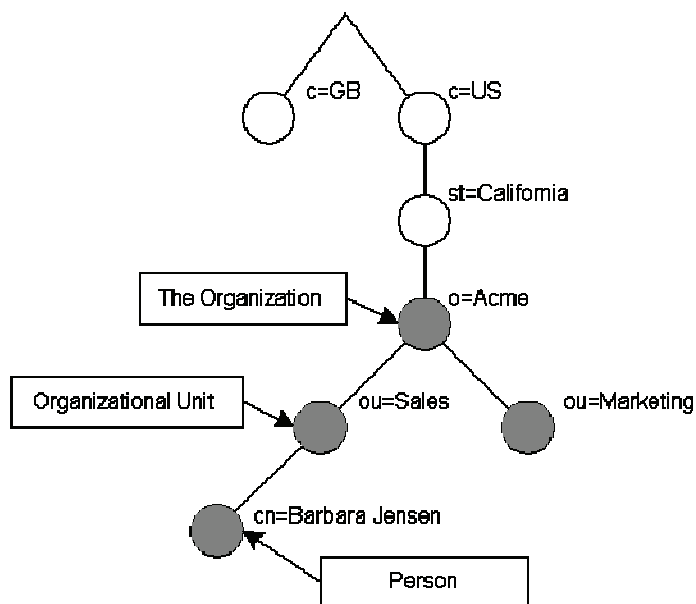 c=GB
c=US
st=California
The Organization
o=Acme
Organizational Unit
ou=Sales
ou=Marketing
cn=Barbara Jensen
Person